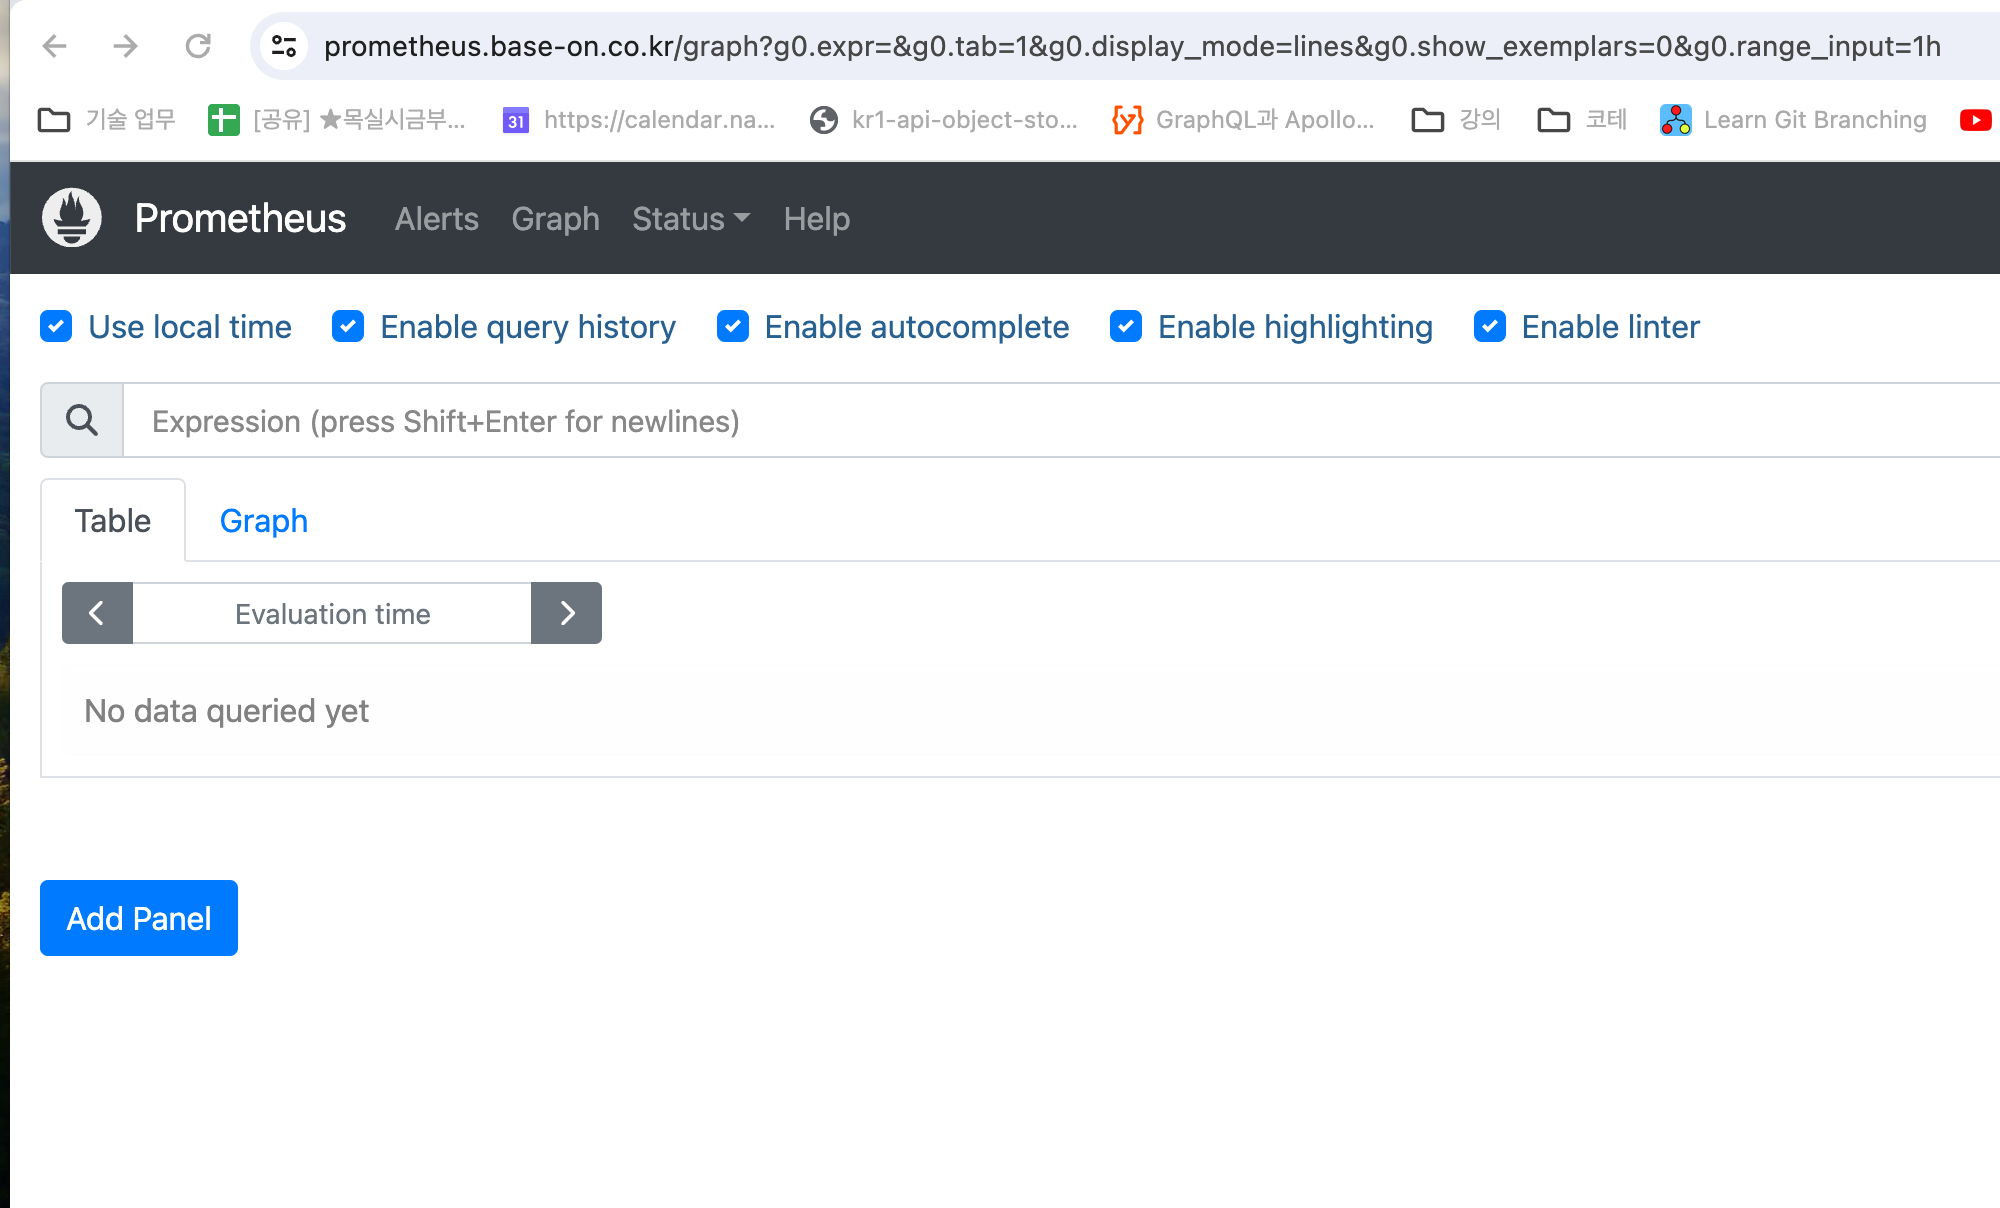 prometheus.base-on.co.kr/graph?g0.expr=&g0.tab=1&g0.display_mode=lines&g0.show_exemplars=0&g0.range_input=1h
기술 업무 [공유] ★목실시금부... 31 https://calendar.na... kr1-api-object-sto... GraphQL과 Apollo... 강의 코테 Learn Git Branching
Prometheus Alerts Graph Status Help
Use local time Enable query history Enable autocomplete Enable highlighting Enable linter
Expression (press Shift+Enter for newlines)
Table Graph
Evaluation time
No data queried yet
Add Panel